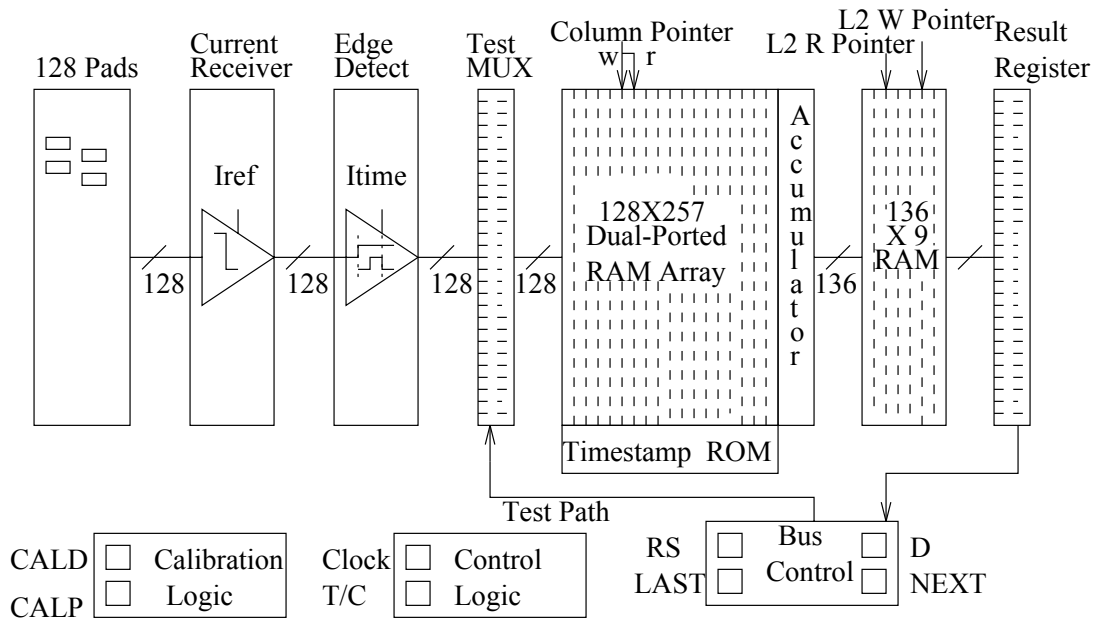 L2 W Pointer
Column Pointer
L2 R Pointer
Result
Register
w r
128 Pads
Current
Receiver
Edge
Detect
Test
MUX
Iref
Itime
128
128
128
128
128X257
Dual-Ported
RAM Array
Accumulator
136
136
X 9
RAM
Timestamp ROM
Test Path
CALD
CALP
Calibration
Logic
Clock
T/C
Control
Logic
RS
LAST
Bus
Control
D
NEXT